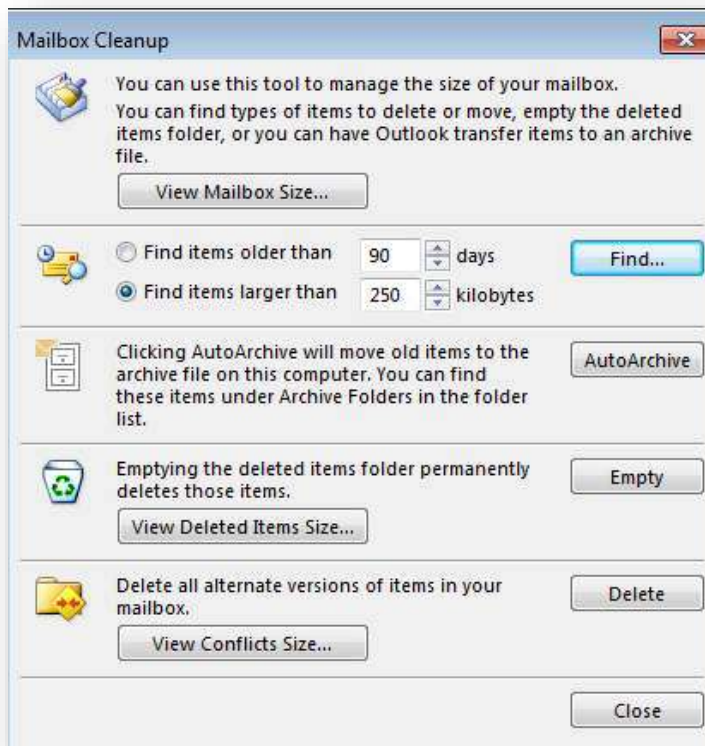 Mailbox Cleanup
You can use this tool to manage the size of your mailbox.
You can find types of items to delete or move, empty the deleted
items folder, or you can have Outlook transfer items to an archive
file.
View Mailbox Size...
Find items older than 90 days
Find...
Find items larger than 250 kilobytes
Clicking AutoArchive will move old items to the
archive file on this computer. You can find
these items under Archive Folders in the folder
list.
AutoArchive
Emptying the deleted items folder permanently
deletes those items.
Empty
View Deleted Items Size...
Delete all alternate versions of items in your
mailbox.
Delete
View Conflicts Size...
Close